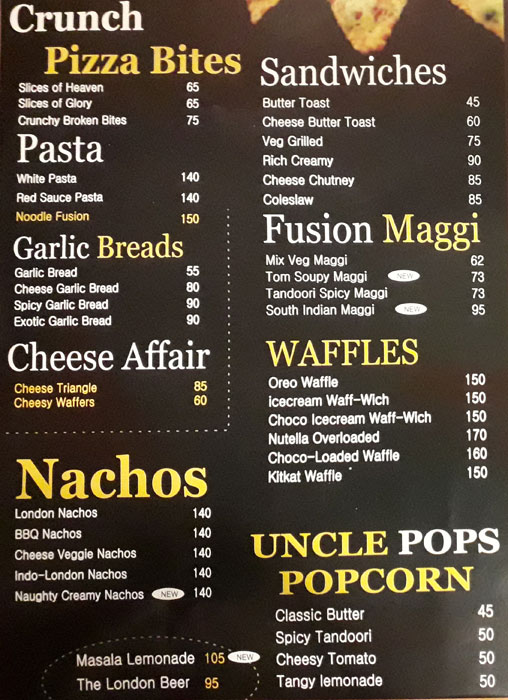 Crunch
Pizza Bites
Slices of Heaven 65
Slices of Glory 65
Crunchy Broken Bites 75
Pasta
White Pasta 140
Red Sauce Pasta 140
Noodle Fusion 150
Garlic Breads
Garlic Bread 55
Cheese Garlic Bread 80
Spicy Garlic Bread 90
Exotic Garlic Bread 90
Cheese Affair
Cheese Triangle 85
Cheesy Waffers 60
Nachos
London Nachos 140
BBQ Nachos 140
Cheese Veggie Nachos 140
Indo-London Nachos 140
Naughty Creamy Nachos NEW 140
Masala Lemonade 105 NEW
The London Beer 95
Sandwiches
Butter Toast 45
Cheese Butter Toast 60
Veg Grilled 75
Rich Creamy 90
Cheese Chutney 85
Coleslaw 85
Fusion Maggi
Mix Veg Maggi 62
Tom Soupy Maggi NEW 73
Tandoori Spicy Maggi 73
South Indian Maggi NEW 95
WAFFLES
Oreo Waffle 150
icecream Waff-Wich 150
Choco Icecream Waff-Wich 150
Nutella Overloaded 170
Choco-Loaded Waffle 160
Kitkat Waffle 150
UNCLE POPS
POPCORN
Classic Butter 45
Spicy Tandoori 50
Cheesy Tomato 50
Tangy lemonade 50